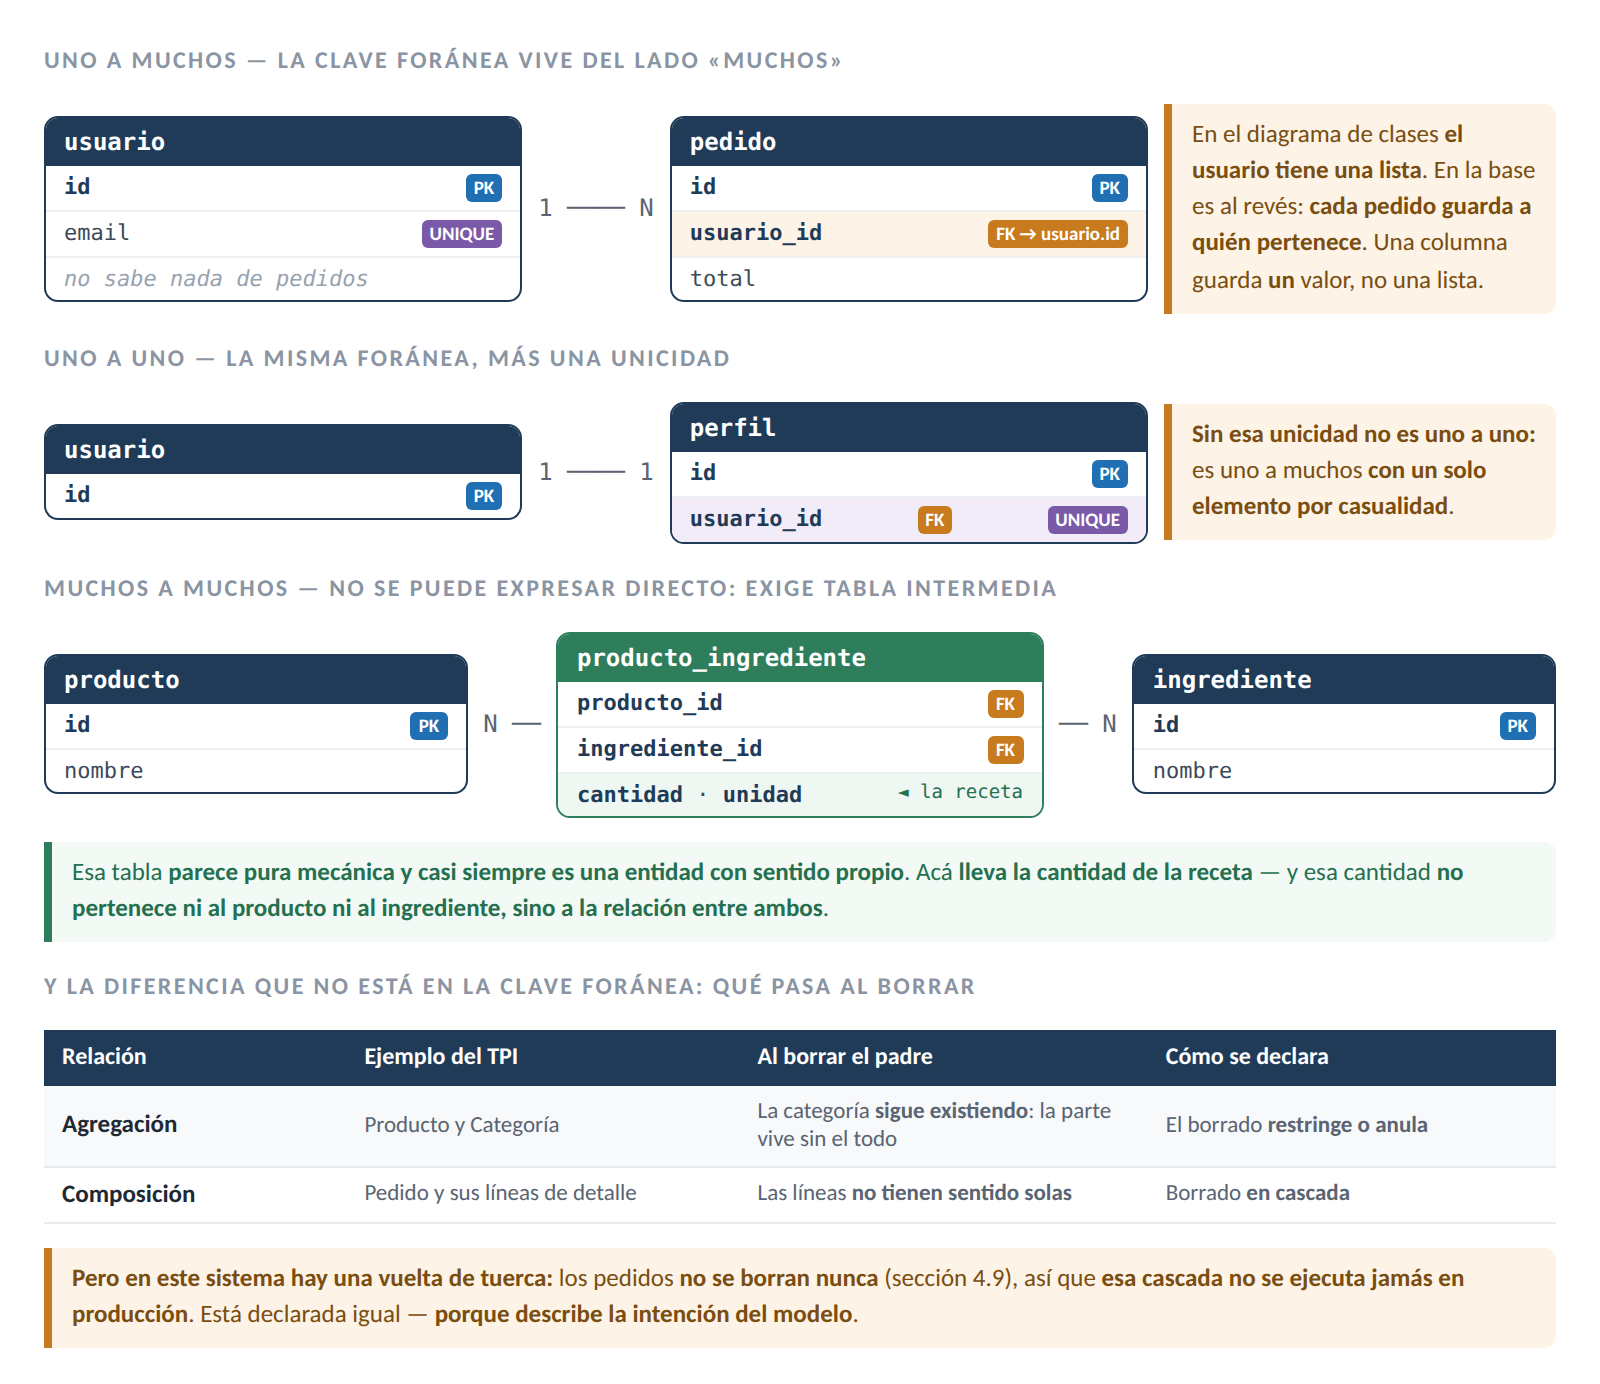 UNO A MUCHOS — LA CLAVE FORÁNEA VIVE DEL LADO «MUCHOS»
usuario
id PK
email UNIQUE
no sabe nada de pedidos
1 —— N
pedido
id PK
usuario_id FK → usuario.id
total
En el diagrama de clases el
usuario tiene una lista. En la base
es al revés: cada pedido guarda a
quién pertenece. Una columna
guarda un valor, no una lista.
UNO A UNO — LA MISMA FORÁNEA, MÁS UNA UNICIDAD
usuario
id PK
1 —— 1
perfil
id PK
usuario_id FK UNIQUE
Sin esa unicidad no es uno a uno:
es uno a muchos con un solo
elemento por casualidad.
MUCHOS A MUCHOS — NO SE PUEDE EXPRESAR DIRECTO: EXIGE TABLA INTERMEDIA
producto
id PK
nombre
N —
producto_ingrediente
producto_id FK
ingrediente_id FK
cantidad · unidad ◄ la receta
— N
ingrediente
id PK
nombre
Esa tabla parece pura mecánica y casi siempre es una entidad con sentido propio. Acá lleva la cantidad de la receta — y esa cantidad no
pertenece ni al producto ni al ingrediente, sino a la relación entre ambos.
Y LA DIFERENCIA QUE NO ESTÁ EN LA CLAVE FORÁNEA: QUÉ PASA AL BORRAR
Relación Ejemplo del TPI Al borrar el padre Cómo se declara
Agregación Producto y Categoría La categoría sigue existiendo: la parte
vive sin el todo El borrado restringe o anula
Composición Pedido y sus líneas de detalle Las líneas no tienen sentido solas Borrado en cascada
Pero en este sistema hay una vuelta de tuerca: los pedidos no se borran nunca (sección 4.9), así que esa cascada no se ejecuta jamás en
producción. Está declarada igual — porque describe la intención del modelo.